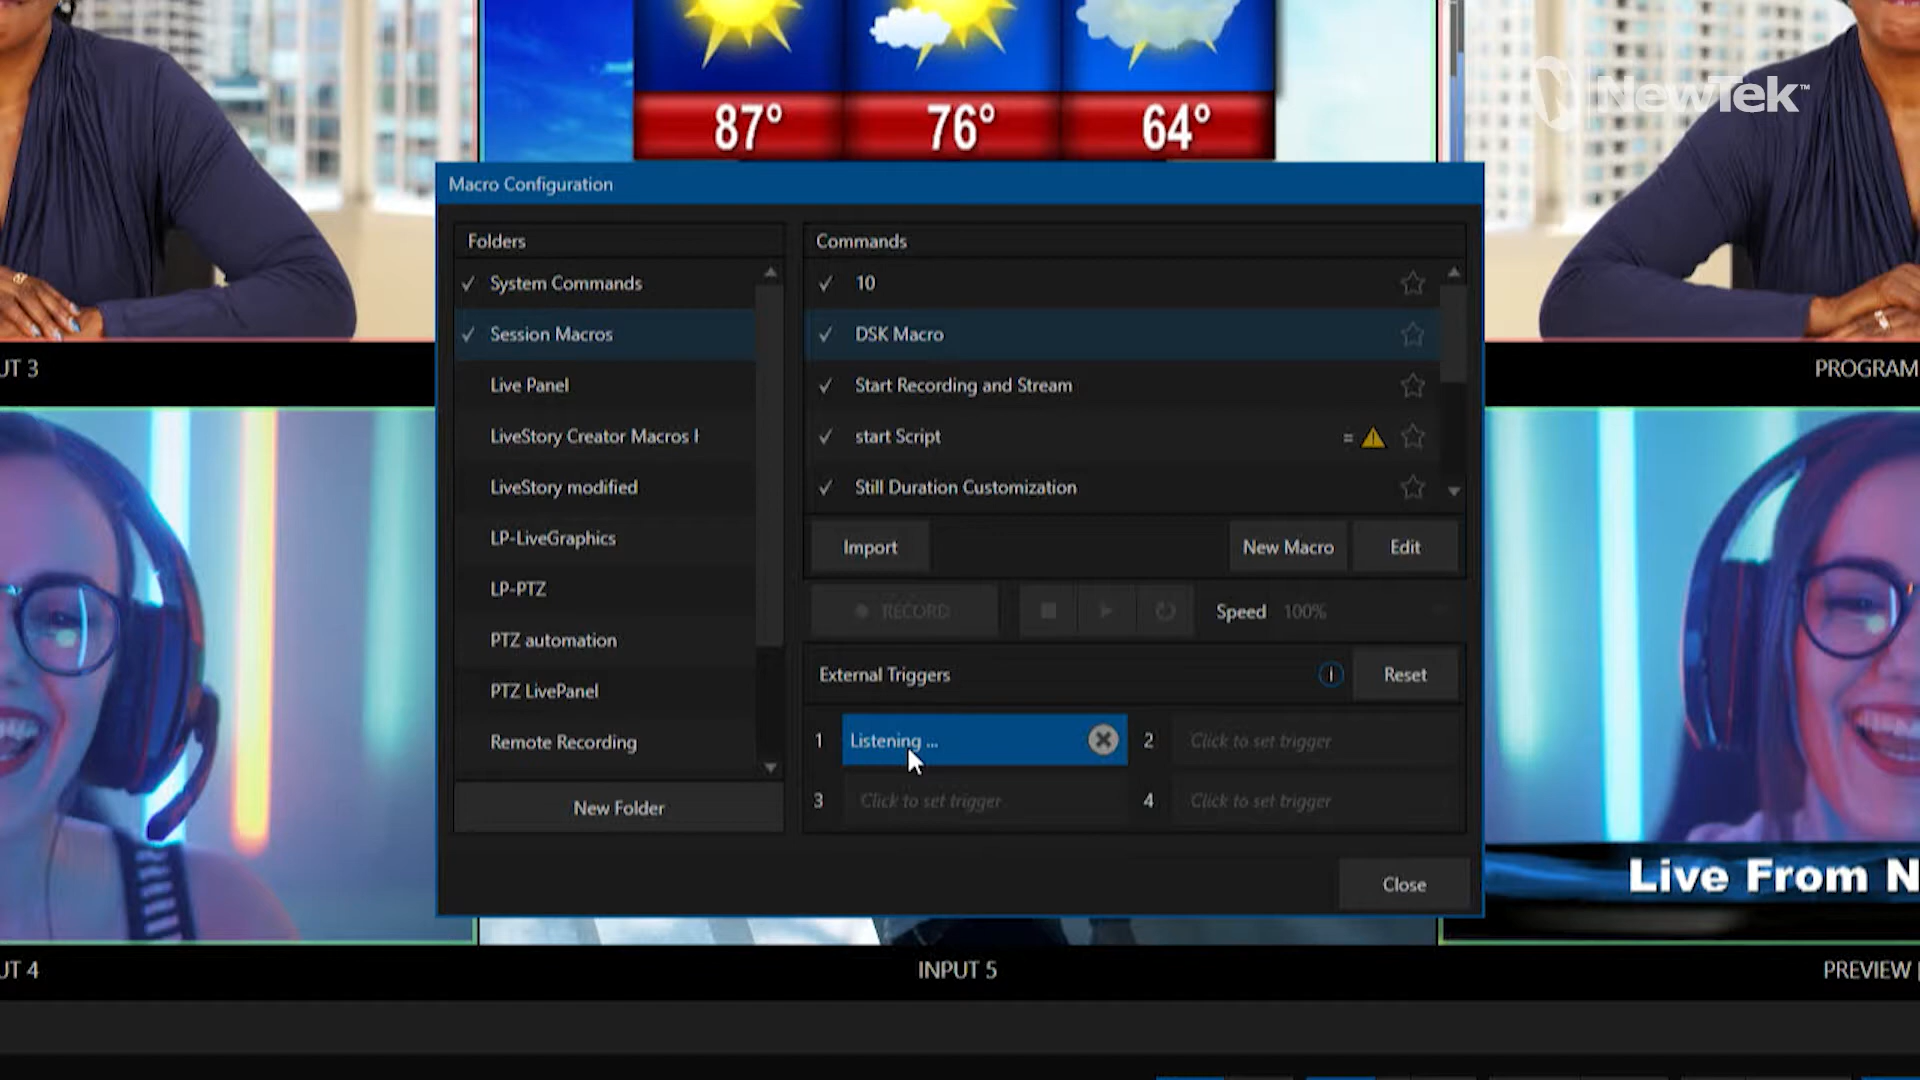 87° 76° 64°
NewTek™
Macro Configuration
Folders
System Commands
Session Macros
Live Panel
LiveStory Creator Macros
LiveStory modified
LP-LiveGraphics
LP-PTZ
PTZ automation
PTZ LivePanel
Remote Recording
New Folder
Commands
10
DSK Macro
Start Recording and Stream
start Script =
Still Duration Customization
Import New Macro Edit
RECORD Speed 100%
External Triggers Reset
1 Listening ... 2 Click to set trigger
3 Click to set trigger 4 Click to set trigger
Close
UT 3
PROGRAM
Live From N
UT 4
INPUT 5
PREVIEW